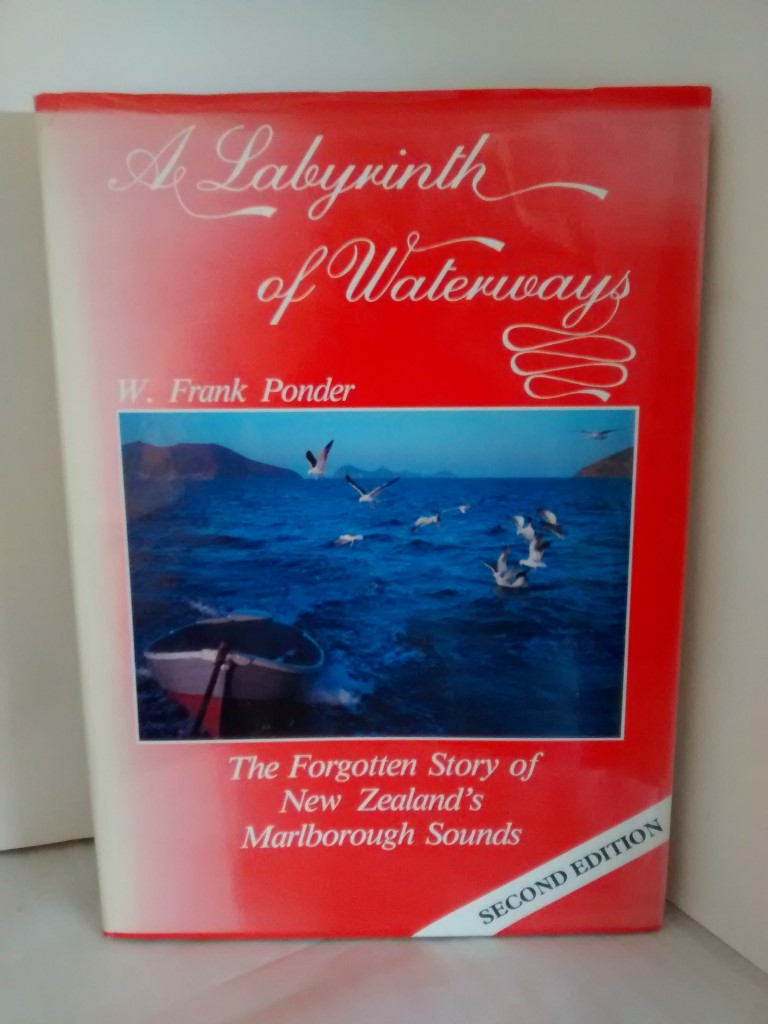 A Labyrinth
of Waterways
W. Frank Ponder
The Forgotten Story of
New Zealand's
Marlborough Sounds
SECOND EDITION